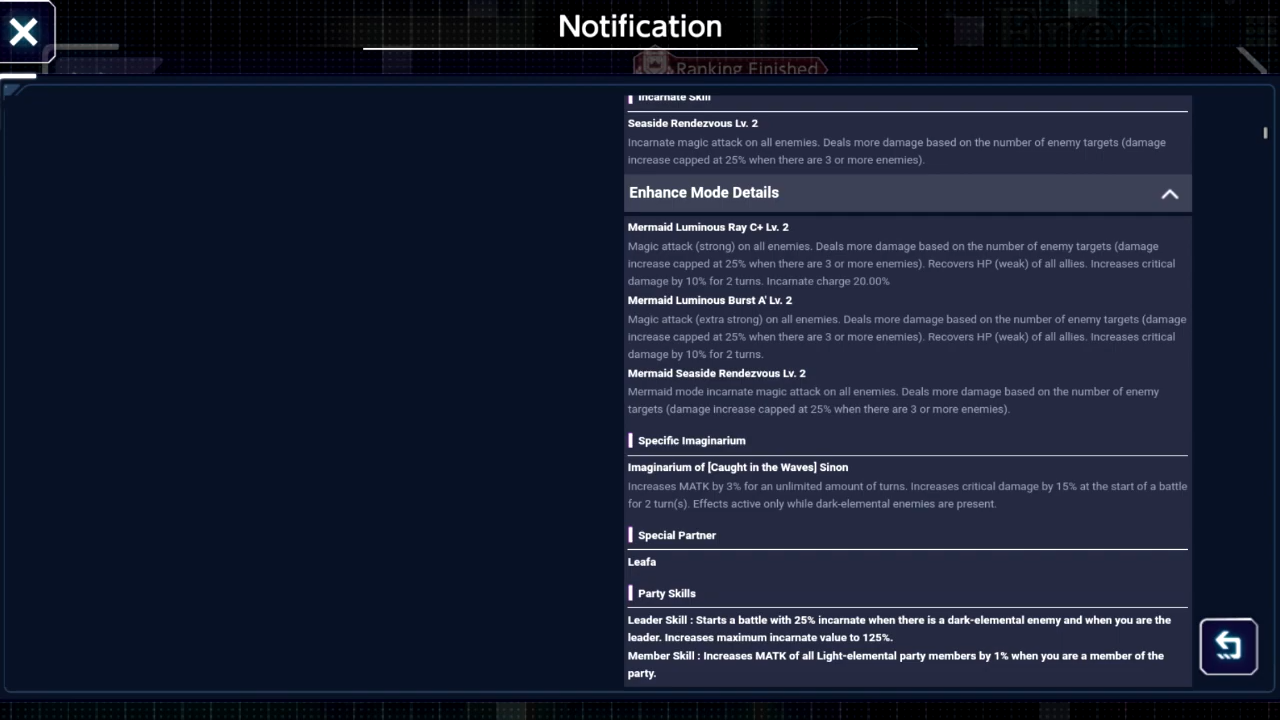 Notification
Ranking Finished
Incarnate Skill
Seaside Rendezvous Lv. 2
Incarnate magic attack on all enemies. Deals more damage based on the number of enemy targets (damage
increase capped at 25% when there are 3 or more enemies).
Enhance Mode Details
Mermaid Luminous Ray C+ Lv. 2
Magic attack (strong) on all enemies. Deals more damage based on the number of enemy targets (damage
increase capped at 25% when there are 3 or more enemies). Recovers HP (weak) of all allies. Increases critical
damage by 10% for 2 turns. Incarnate charge 20.00%
Mermaid Luminous Burst A' Lv. 2
Magic attack (extra strong) on all enemies. Deals more damage based on the number of enemy targets (damage
increase capped at 25% when there are 3 or more enemies). Recovers HP (weak) of all allies. Increases critical
damage by 10% for 2 turns.
Mermaid Seaside Rendezvous Lv. 2
Mermaid mode incarnate magic attack on all enemies. Deals more damage based on the number of enemy
targets (damage increase capped at 25% when there are 3 or more enemies).
Specific Imaginarium
Imaginarium of [Caught in the Waves] Sinon
Increases MATK by 3% for an unlimited amount of turns. Increases critical damage by 15% at the start of a battle
for 2 turn(s). Effects active only while dark-elemental enemies are present.
Special Partner
Leafa
Party Skills
Leader Skill : Starts a battle with 25% incarnate when there is a dark-elemental enemy and when you are the
leader. Increases maximum incarnate value to 125%.
Member Skill : Increases MATK of all Light-elemental party members by 1% when you are a member of the
party.